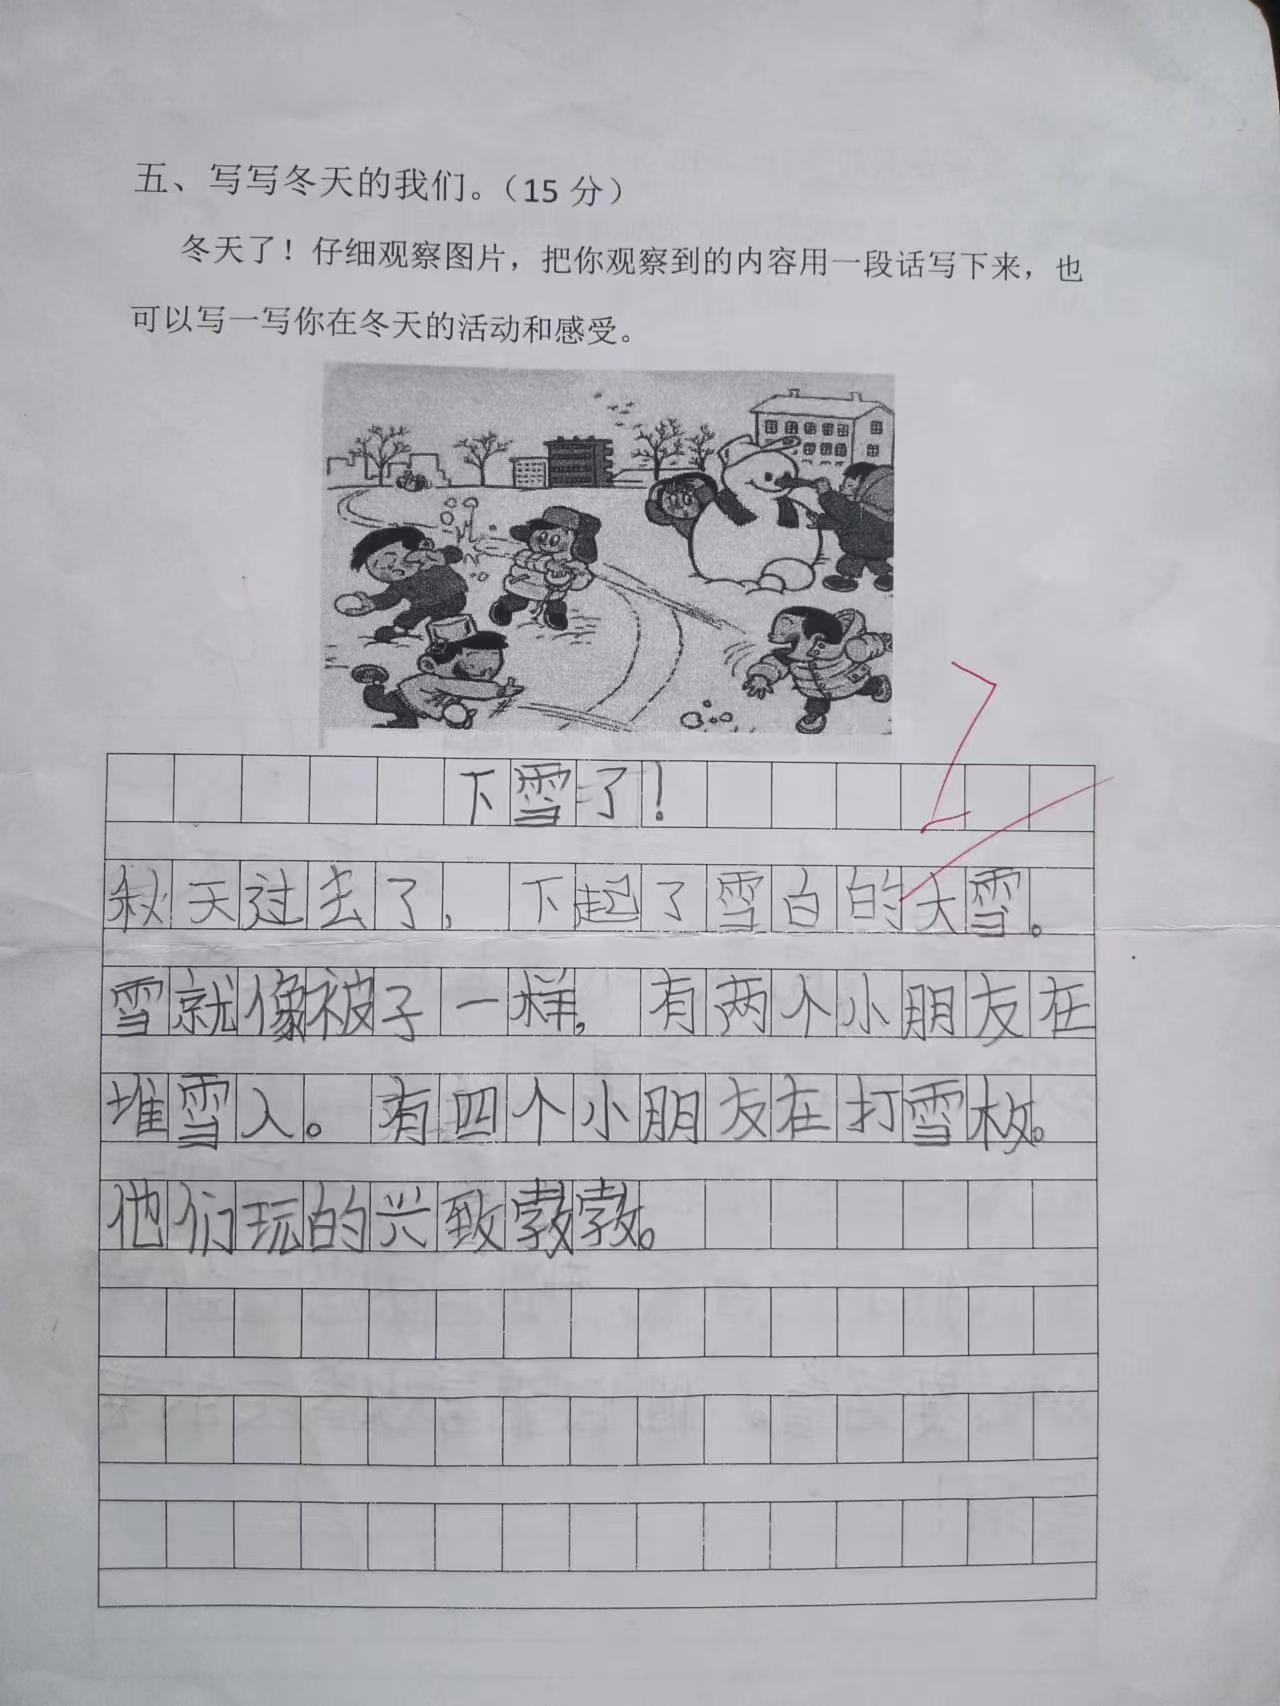 五、写写冬天的我们。（15 分）
冬天了！仔细观察图片，把你观察到的内容用一段话写下来，也
可以写一写你在冬天的活动和感受。
下雪了！
秋天过去了，下起了雪白的大雪。
雪就像被子一样，有两个小朋友在
堆雪人。有四个小朋友在打雪枚。
他们玩的兴致勃勃。